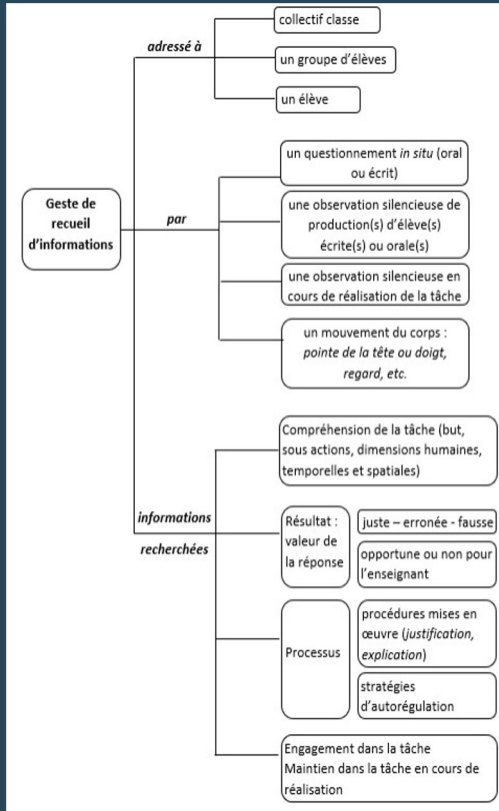 collectif classe
adressé à
un groupe d'élèves
un élève
Geste de
recueil
d'informations
par
un questionnement in situ (oral
ou écrit)
une observation silencieuse de
production(s) d'élève(s)
écrite(s) ou orale(s)
une observation silencieuse en
cours de réalisation de la tâche
un mouvement du corps :
pointe de la tête ou doigt,
regard, etc.
informations
recherchées
Compréhension de la tâche (but,
sous actions, dimensions humaines,
temporelles et spatiales)
Résultat :
valeur de
la réponse
juste – erronée - fausse
opportune ou non pour
l'enseignant
Processus
procédures mises en
œuvre (justification,
explication)
stratégies
d'autorégulation
Engagement dans la tâche
Maintien dans la tâche en cours de
réalisation